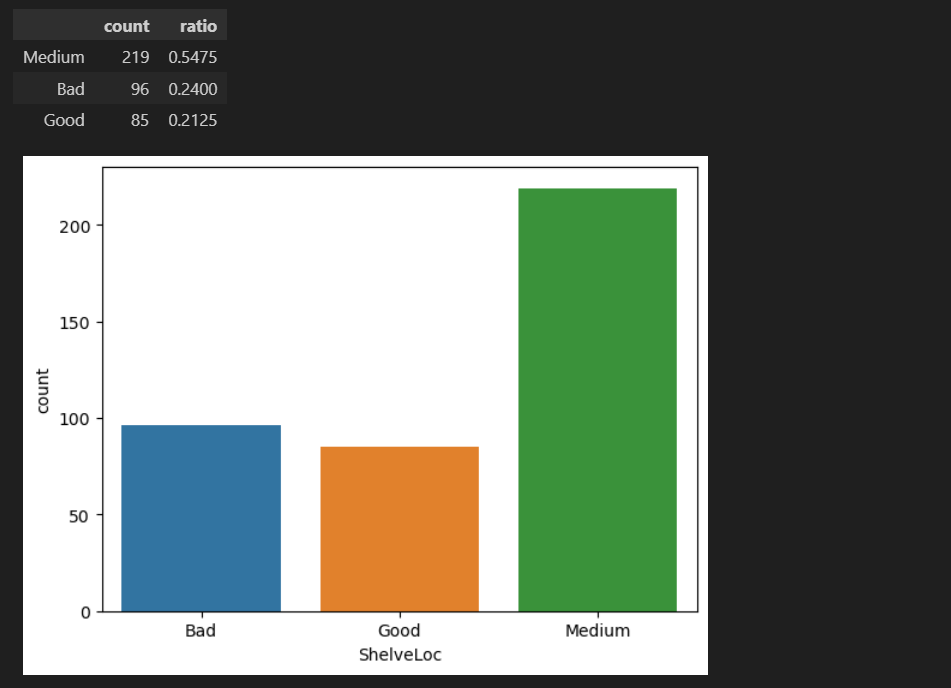 count ratio
Medium 219 0.5475
Bad 96 0.2400
Good 85 0.2125
200
150
100
50
0
count
Bad Good Medium
ShelveLoc